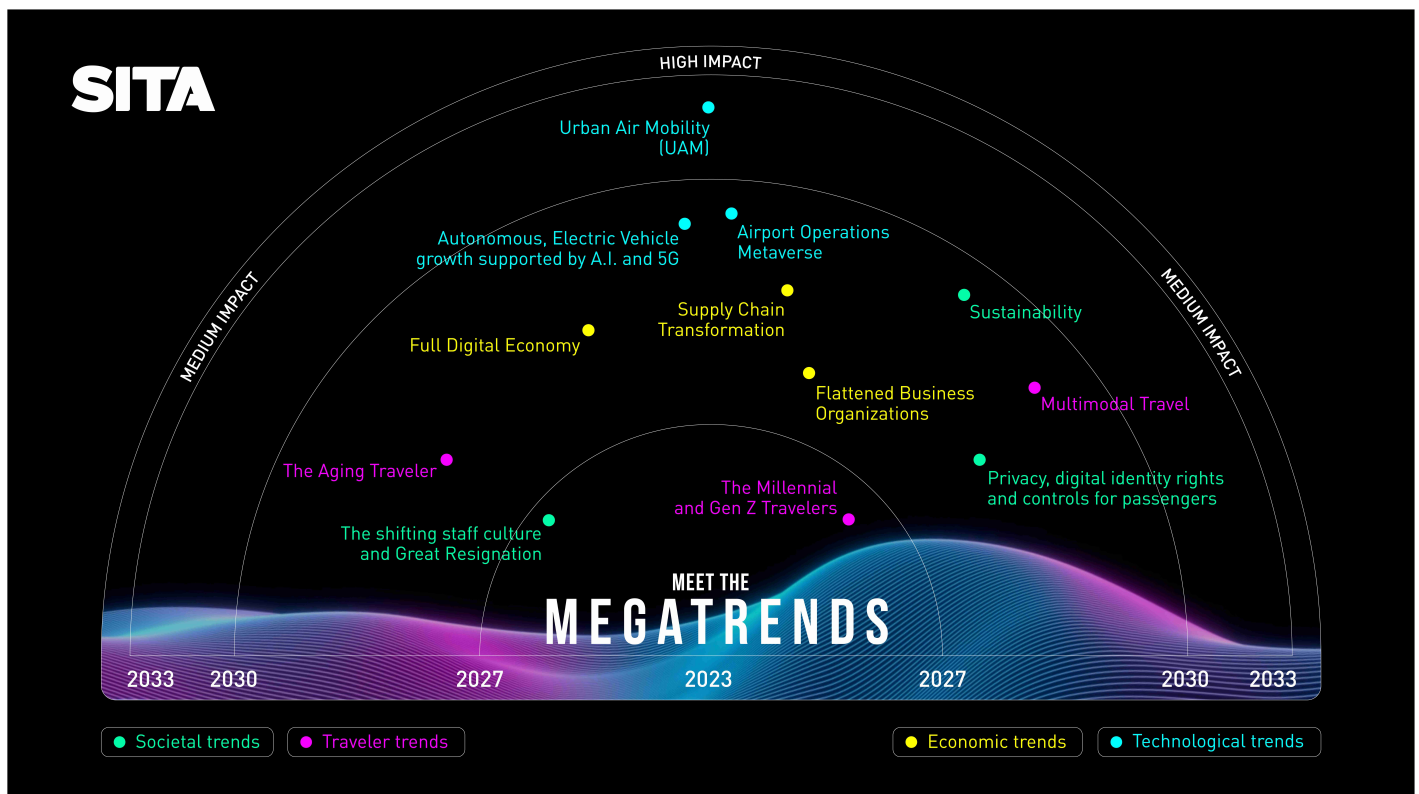 SITA
HIGH IMPACT
MEDIUM IMPACT
MEDIUM IMPACT
Urban Air Mobility
(UAM)
Autonomous, Electric Vehicle
growth supported by A.I. and 5G
Airport Operations
Metaverse
Supply Chain
Transformation
Sustainability
Full Digital Economy
Flattened Business
Organizations
Multimodal Travel
The Aging Traveler
Privacy, digital identity rights
and controls for passengers
The Millennial
and Gen Z Travelers
The shifting staff culture
and Great Resignation
MEET THE
MEGATRENDS
2033 2030 2027 2023 2027 2030 2033
Societal trends
Traveler trends
Economic trends
Technological trends